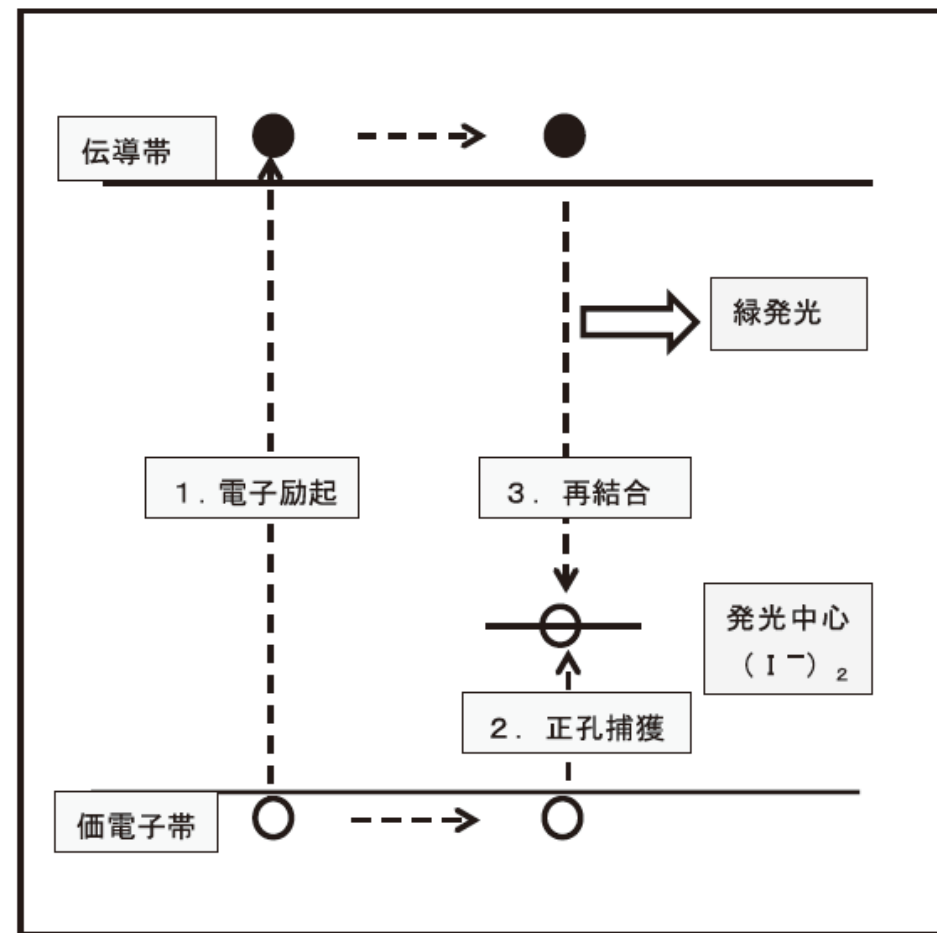 伝導帯
緑発光
1. 電子励起
3. 再結合
発光中心
(I⁻)₂
2. 正孔捕獲
価電子帯